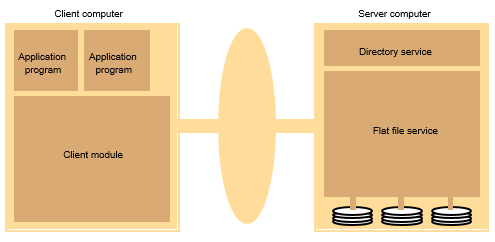 Client computer
Server computer
Application
program
Application
program
Directory service
Client module
Flat file service